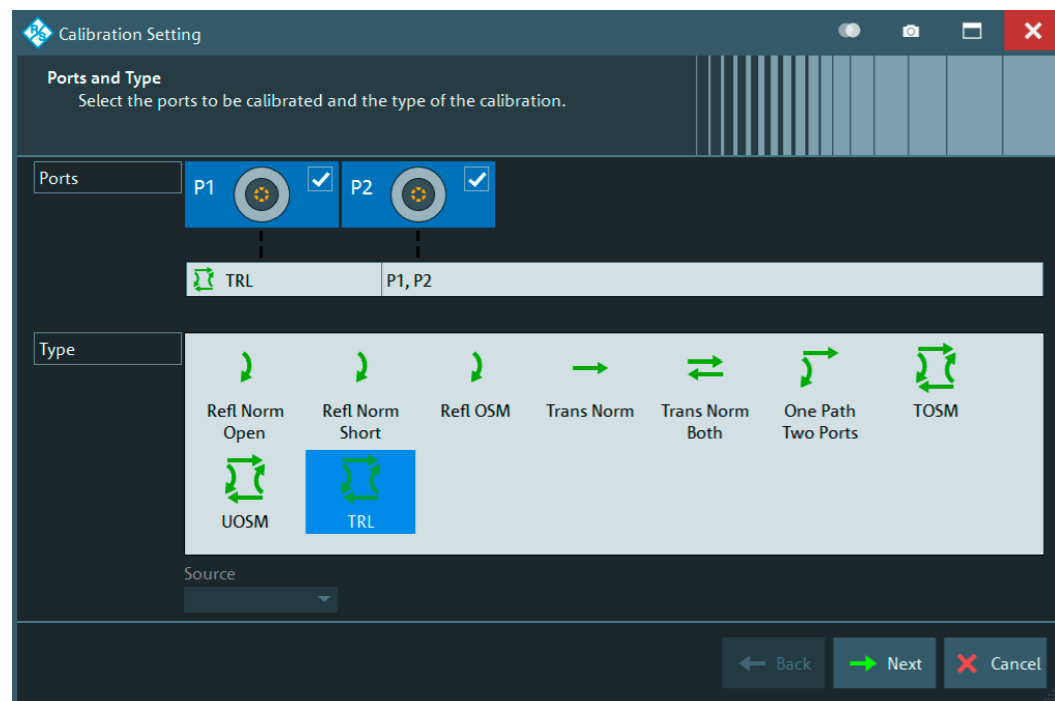 R&S Calibration Setting
Ports and Type
Select the ports to be calibrated and the type of the calibration.
Ports
P1
P2
TRL
P1, P2
Type
Refl Norm
Open
Refl Norm
Short
Refl OSM
Trans Norm
Trans Norm
Both
One Path
Two Ports
TOSM
UOSM
TRL
Source
Back
Next
Cancel